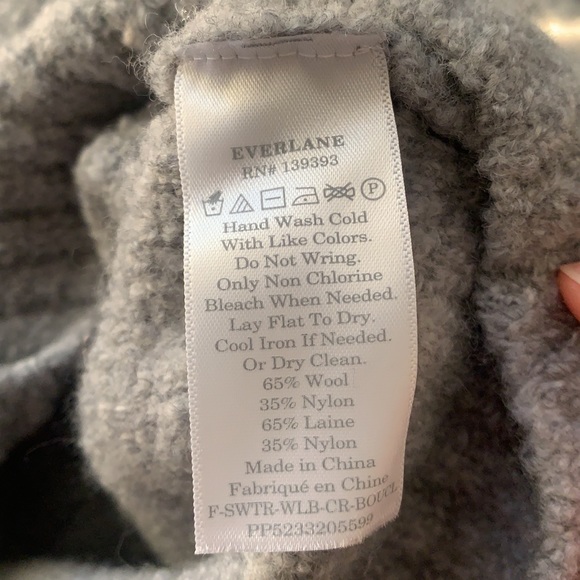 EVERLANE
RN# 139393
P
Hand Wash Cold
With Like Colors.
Do Not Wring.
Only Non Chlorine
Bleach When Needed.
Lay Flat To Dry.
Cool Iron If Needed.
Or Dry Clean.
65% Wool
35% Nylon
65% Laine
35% Nylon
Made in China
Fabriqué en Chine
F-SWTR-WLB-CR-BOUCL
PP5233205599